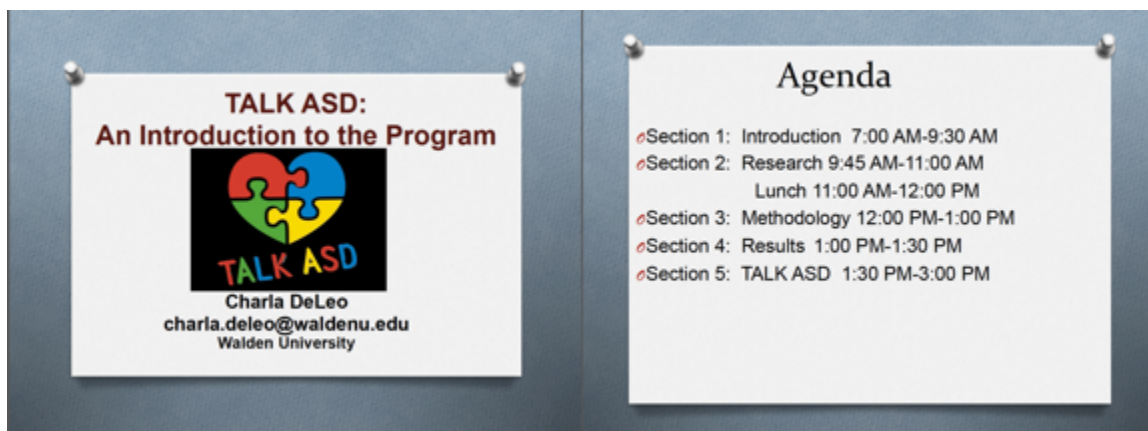 TALK ASD:
An Introduction to the Program
TALK ASD
Charla DeLeo
charla.deleo@waldenu.edu
Walden University
Agenda
Section 1: Introduction 7:00 AM-9:30 AM
Section 2: Research 9:45 AM-11:00 AM
Lunch 11:00 AM-12:00 PM
Section 3: Methodology 12:00 PM-1:00 PM
Section 4: Results 1:00 PM-1:30 PM
Section 5: TALK ASD 1:30 PM-3:00 PM